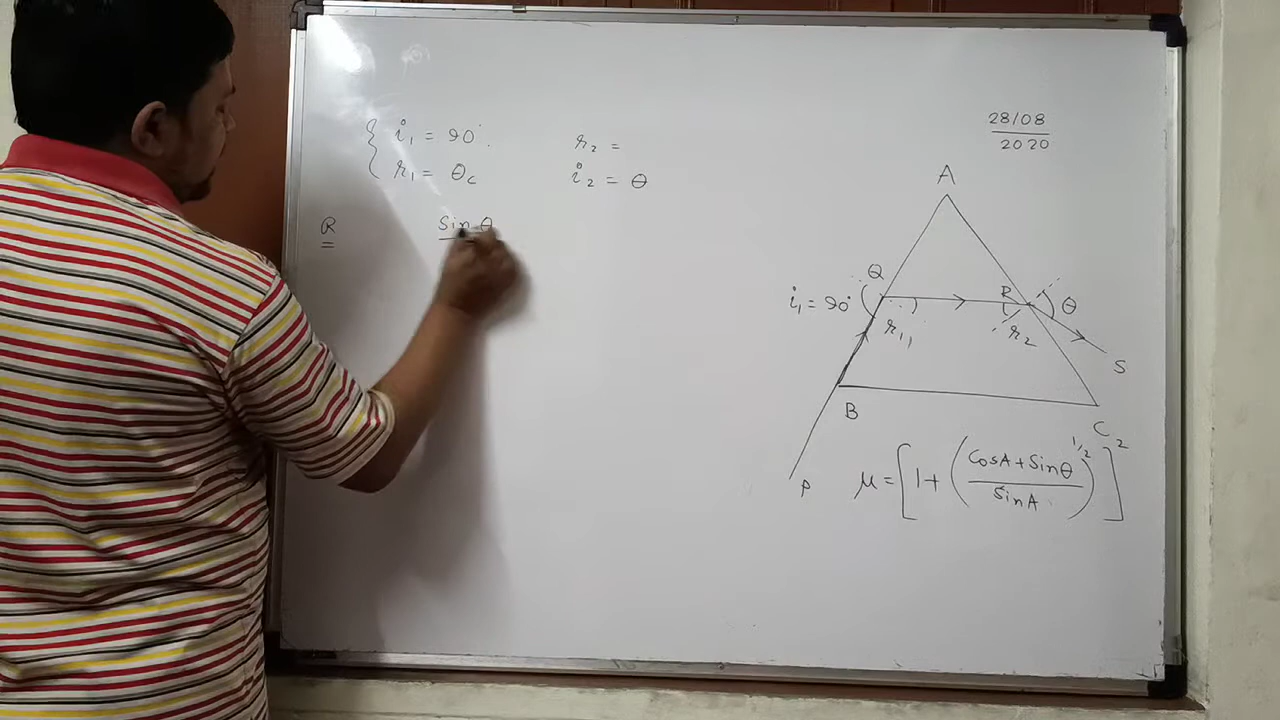 i₁ = 90°.
r₁ = θc
r₂ =
i₂ = θ
R
Sin θ
28/08
2020
A
Q
R
i₁ = 90°
r₁
r₂
θ
S
B
C
P
μ = [1 + ((cosA + Sinθ) / SinA)^1/2]^2